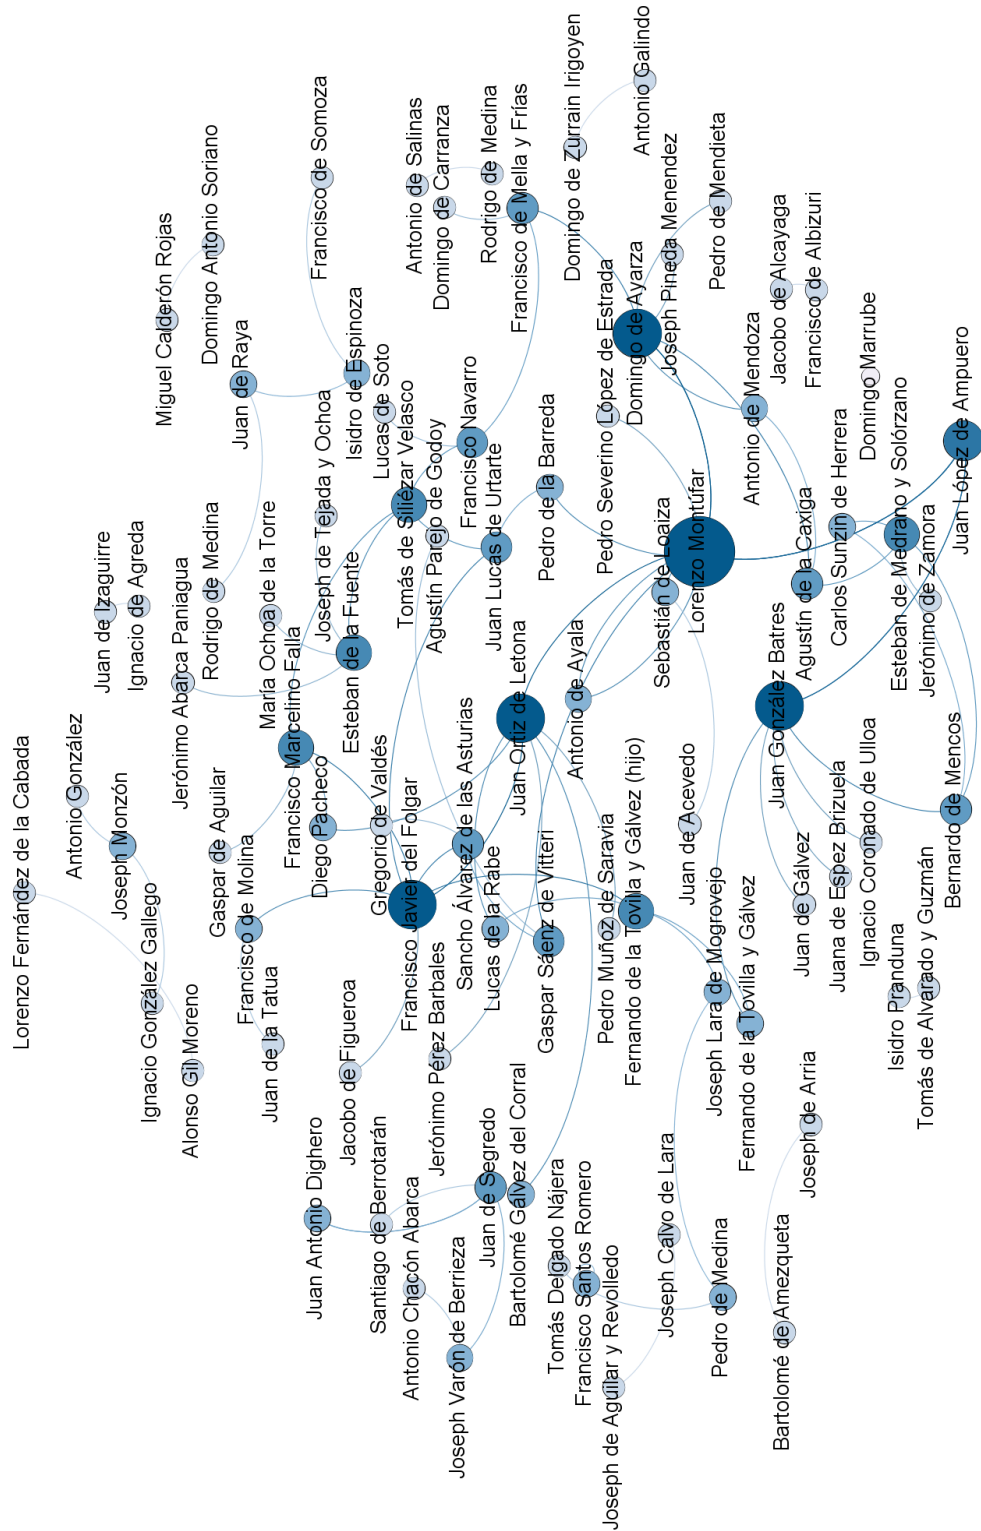 Lorenzo Fernández de la Cabada
Antonio González
Joseph Monzón
Ignacio González Gallego
Alonso Gil Moreno
Juan de Izaguirre
Ignacio de Agreda
Miguel Calderón Rojas
Domingo Antonio Soriano
Jerónimo Abarca Paniagua
Rodrigo de Medina
Juan de Raya
Gaspar de Aguilar
Francisco de Molina
Juan de la Tatua
María Ochoa de la Torre
Francisco Marcelino Falla
Diego Pacheco
Joseph de Tejada y Ochoa
Esteban de la Fuente
Isidro de Espinoza
Francisco de Somoza
Juan Antonio Dighero
Jacobo de Figueroa
Gregorio de Valdés
Lucas de Soto
Tomás de Siliézar Velasco
Santiago de Berrotarán
Antonio Chacón Abarca
Francisco Javier del Folgar
Agustín Parejo de Godoy
Antonio de Salinas
Domingo de Carranza
Jerónimo Pérez Barbales
Sancho Álvarez de las Asturias
Francisco Navarro
Joseph Varón de Berrieza
Juan de Segredo
Lucas de la Rabe
Juan Lucas de Urtarte
Rodrigo de Medina
Francisco de Mella y Frías
Bartolomé Gálvez del Corral
Juan Ortiz de Letona
Gaspar Sáenz de Vitteri
Pedro de la Barreda
Tomás Delgado Nájera
Francisco Santos Romero
Antonio de Ayala
Domingo de Zurrain Irigoyen
Joseph de Aguilar y Revolledo
Pedro Muñoz de Saravia
Pedro Severino López de Estrada
Fernando de la Tovilla y Gálvez (hijo)
Domingo de Ayarza
Antonio Galindo
Joseph Calvo de Lara
Sebastián de Loaiza
Joseph Pineda Menendez
Juan de Acevedo
Lorenzo Montúfar
Pedro de Medina
Joseph Lara de Mogrovejo
Pedro de Mendieta
Fernando de la Tovilla y Gálvez
Antonio de Mendoza
Bartolomé de Amezqueta
Juan González Batres
Jacobo de Alcayaga
Joseph de Arria
Juan de Gálvez
Agustín de la Caxiga
Francisco de Albizuri
Juana de Espez Brizuela
Carlos Sunzin de Herrera
Ignacio Coronado de Ulloa
Domingo Marrube
Isidro Pranduna
Esteban de Medrano y Solórzano
Tomás de Alvarado y Guzmán
Jerónimo de Zamora
Bernardo de Mencos
Juan López de Ampuero